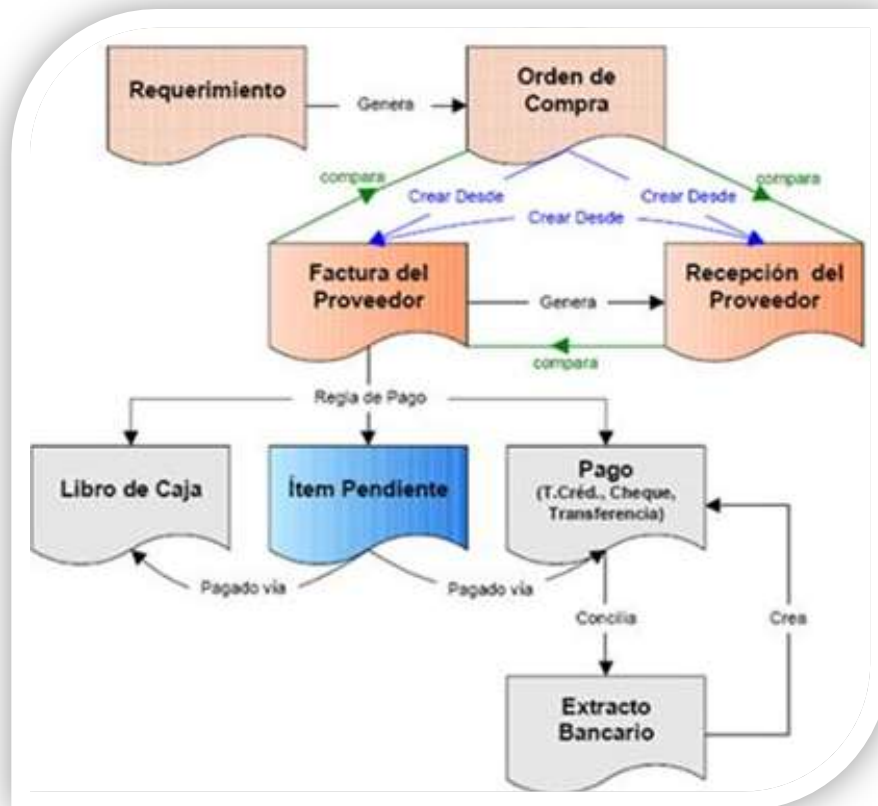 Requerimiento
Genera
Orden de
Compra
compara
compara
Crear Desde
Crear Desde
Crear Desde
Factura del
Proveedor
Genera
Recepción del
Proveedor
compara
Regla de Pago
Libro de Caja
Ítem Pendiente
Pago
(T.Créd., Cheque,
Transferencia)
Pagado vía
Pagado vía
Concilia
Crea
Extracto
Bancario